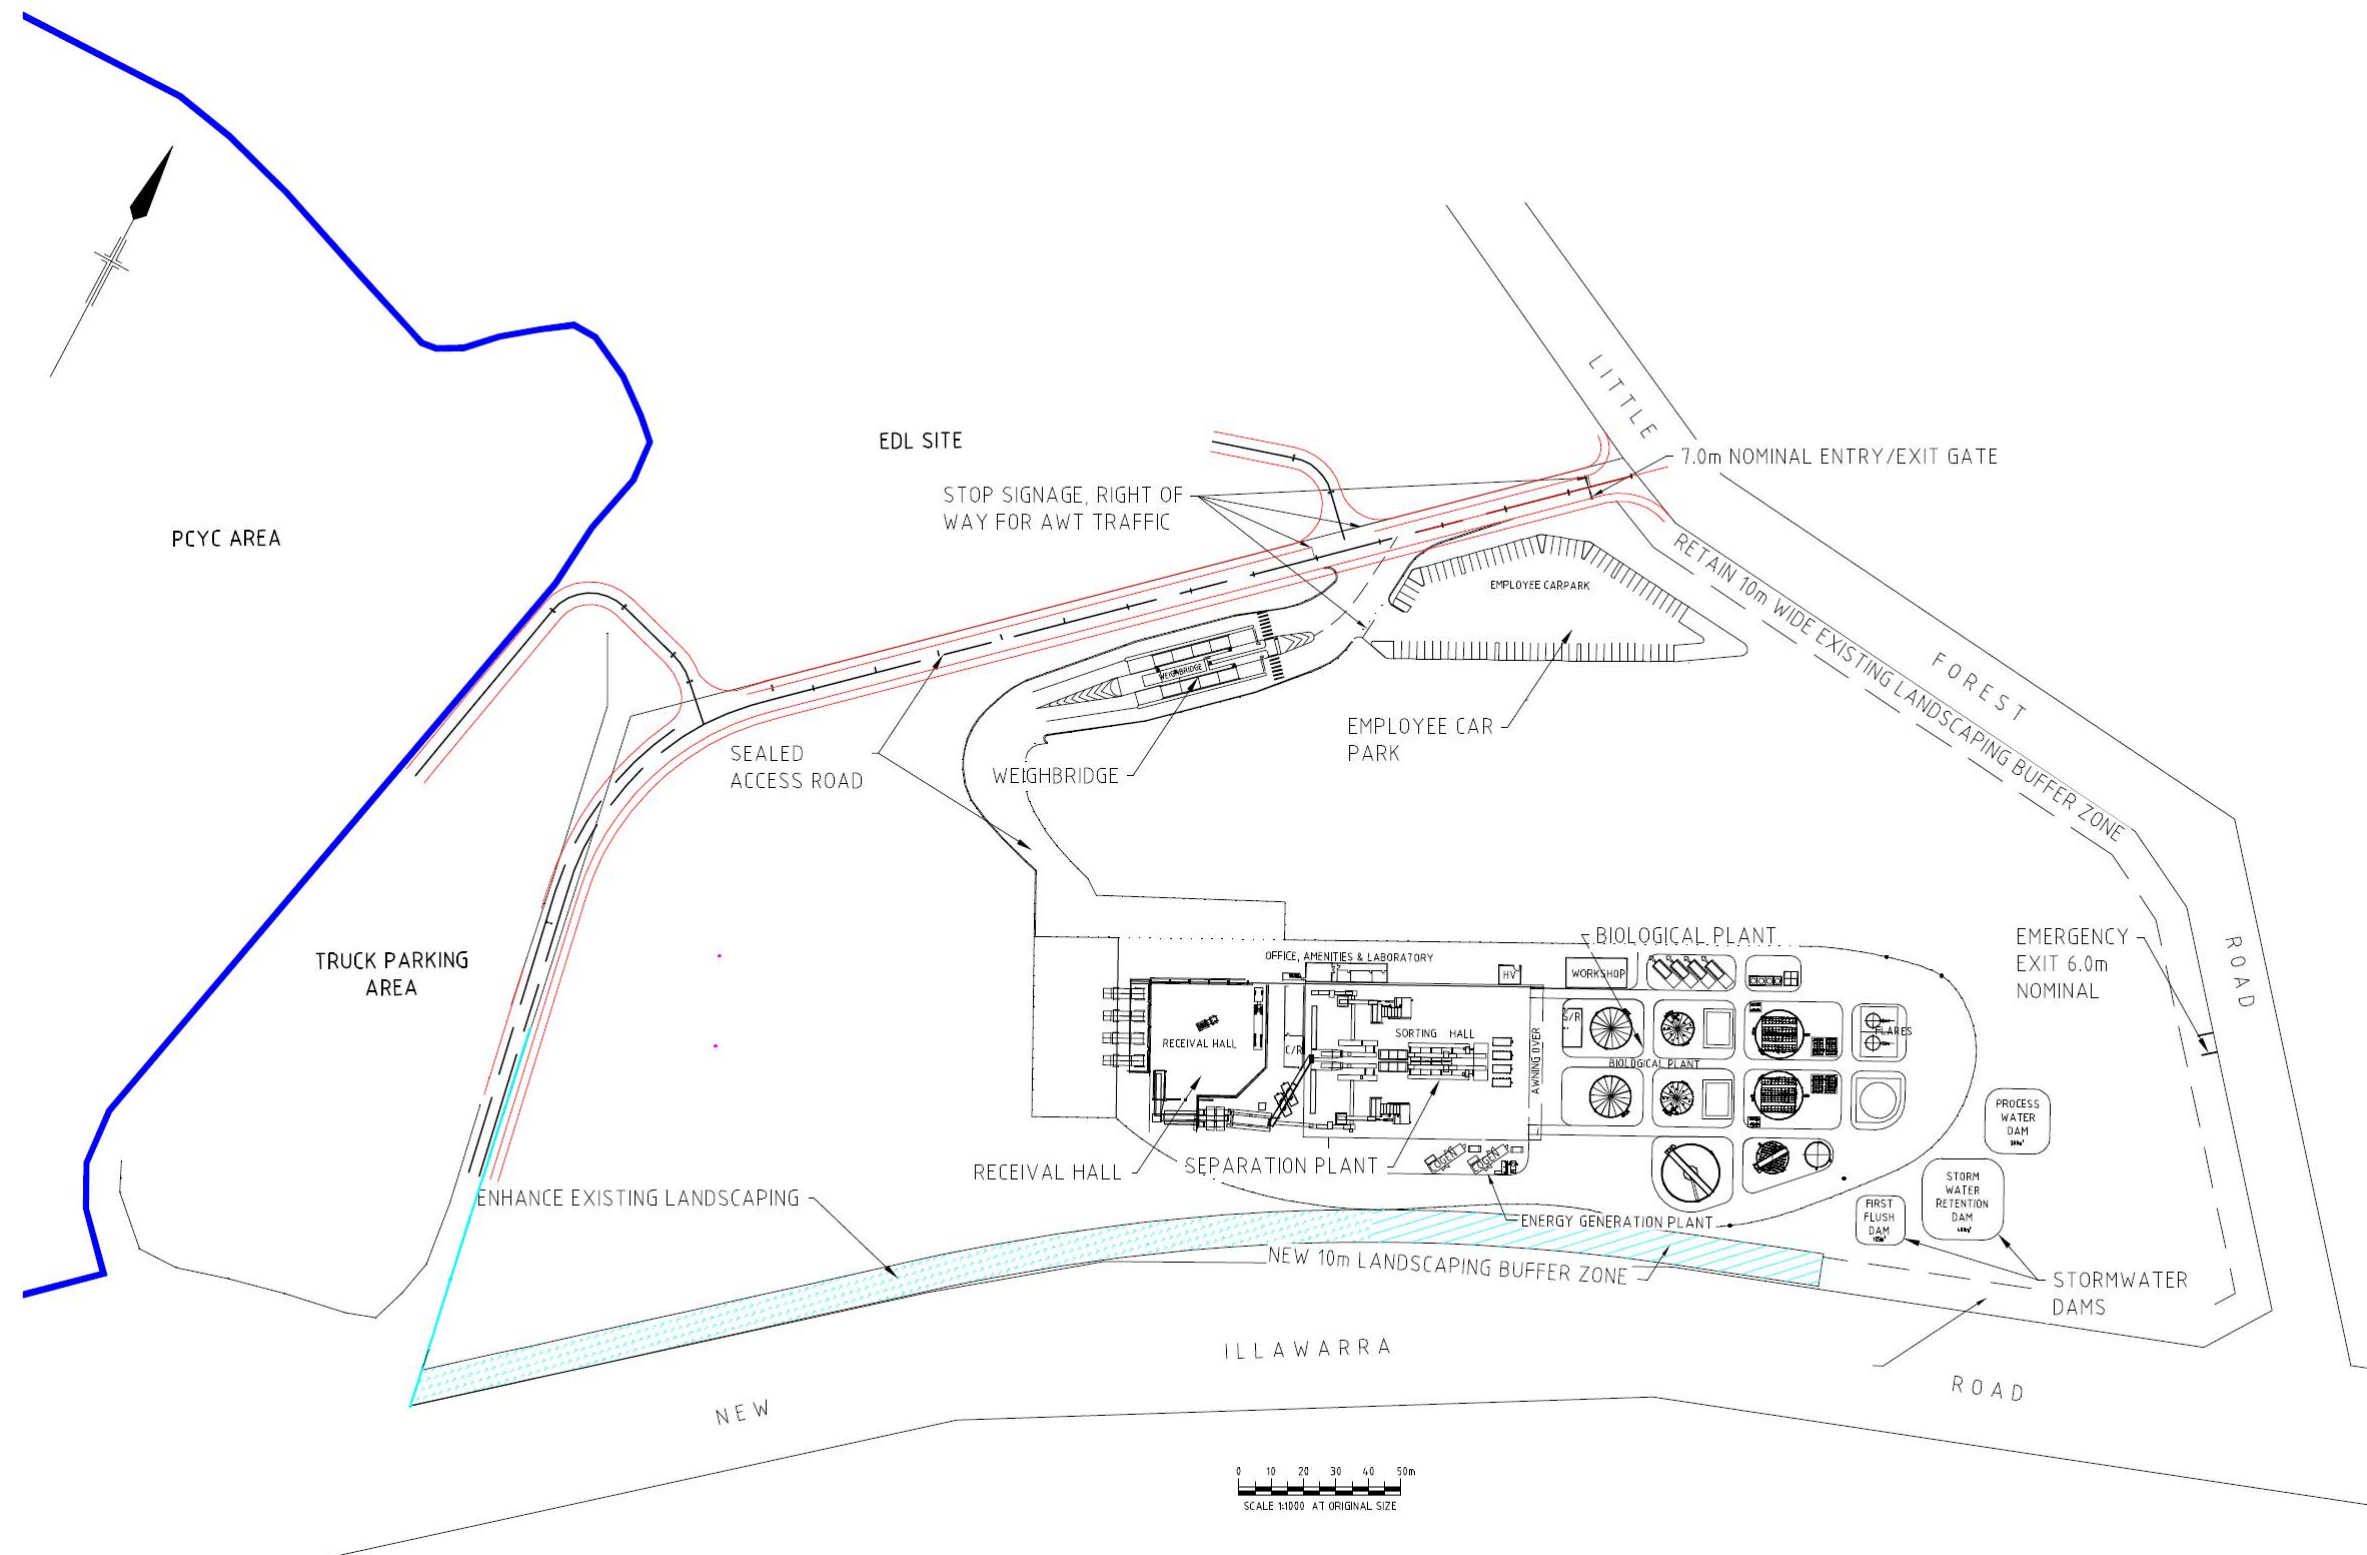 LITTLE
EDL SITE
7.0m NOMINAL ENTRY/EXIT GATE
STOP SIGNAGE, RIGHT OF
WAY FOR AWT TRAFFIC
PCYC AREA
RETAIN 10m WIDE EXISTING LANDSCAPING BUFFER ZONE
EMPLOYEE CARPARK
FOREST
WEIGHBRIDGE
EMPLOYEE CAR
PARK
SEALED
ACCESS ROAD
WEIGHBRIDGE
BIOLOGICAL PLANT
EMERGENCY
EXIT 6.0m
NOMINAL
ROAD
TRUCK PARKING
AREA
OFFICE, AMENITIES & LABORATORY
HV
WORKSHOP
S/R
FLARES
SORTING HALL
RECEIVAL HALL
C/R
AWNING OVER
BIOLOGICAL PLANT
PROCESS
WATER
DAM
COGEN
COGEN
RECEIVAL HALL
SEPARATION PLANT
STORM
WATER
RETENTION
DAM
ENHANCE EXISTING LANDSCAPING
FIRST
FLUSH
DAM
ENERGY GENERATION PLANT
NEW 10m LANDSCAPING BUFFER ZONE
STORMWATER
DAMS
NEW
ILLAWARRA
ROAD
0 10 20 30 40 50m
SCALE 1:1000 AT ORIGINAL SIZE